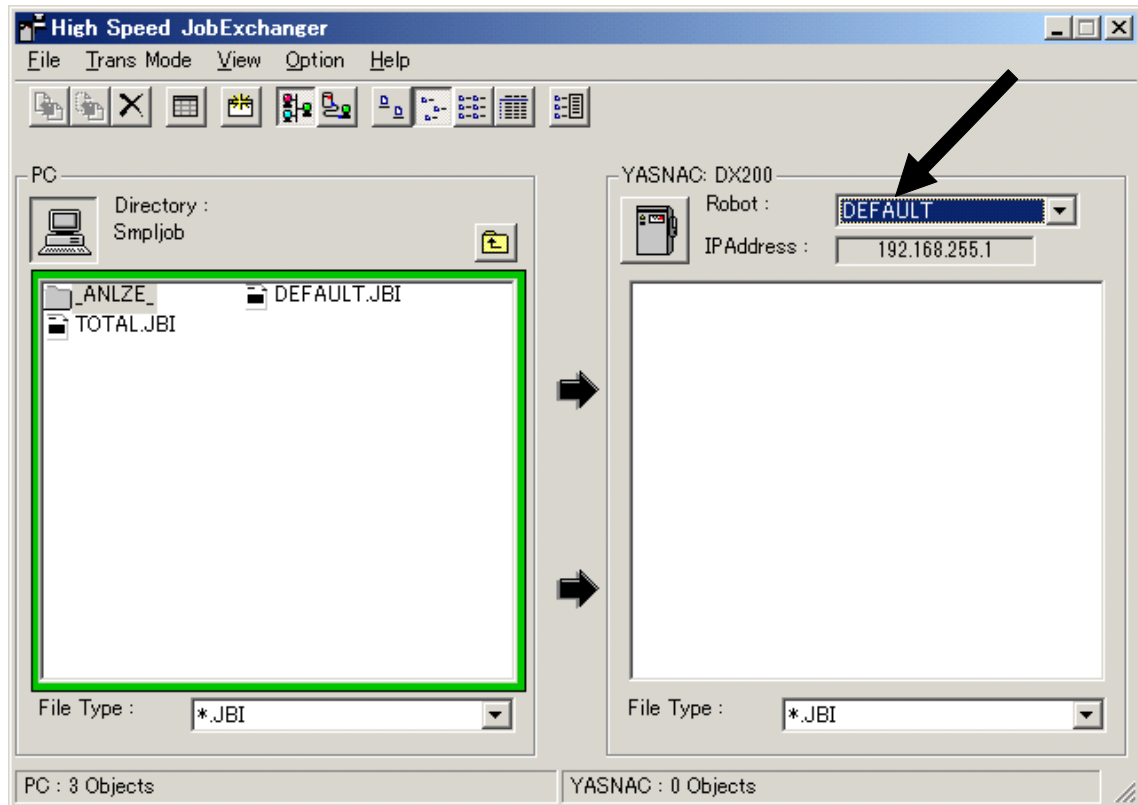 High Speed JobExchanger
File Trans Mode View Option Help
PC
Directory :
Smpljob
_ANLZE_ DEFAULT.JBI
TOTAL.JBI
File Type : *.JBI
YASNAC: DX200
Robot : DEFAULT
IPAddress : 192.168.255.1
File Type : *.JBI
PC : 3 Objects
YASNAC : 0 Objects